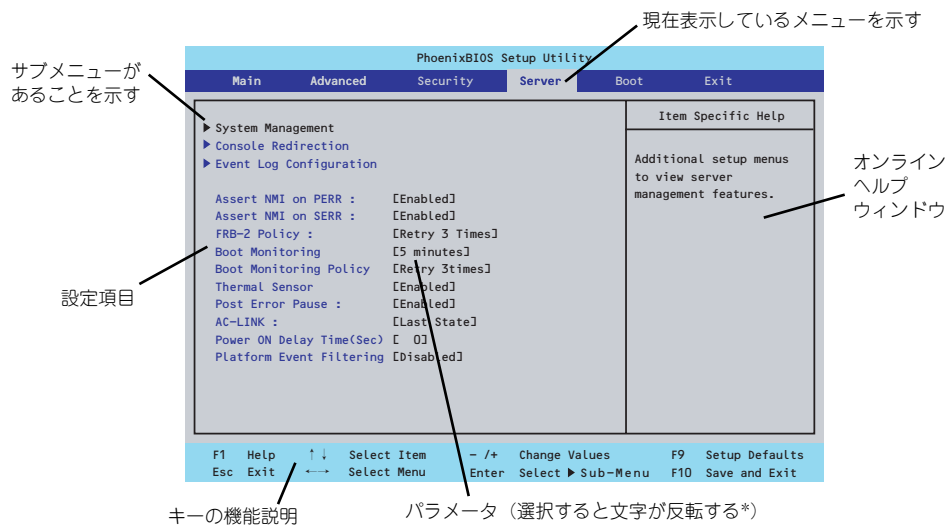 現在表示しているメニューを示す
サブメニューが
あることを示す
PhoenixBIOS Setup Utility
Main Advanced Security Server Boot Exit
Item Specific Help
▶ System Management
▶ Console Redirection
▶ Event Log Configuration
Additional setup menus
to view server
management features.
オンライン
ヘルプ
ウィンドウ
Assert NMI on PERR : [Enabled]
Assert NMI on SERR : [Enabled]
FRB-2 Policy : [Retry 3 Times]
Boot Monitoring [5 minutes]
Boot Monitoring Policy [Retry 3times]
Thermal Sensor [Enabled]
Post Error Pause : [Enabled]
AC-LINK : [Last State]
Power ON Delay Time(Sec) [ 0]
Platform Event Filtering [Disabled]
設定項目
F1 Help ↑↓ Select Item - /+ Change Values F9 Setup Defaults
Esc Exit ←→ Select Menu Enter Select ▶ Sub-Menu F10 Save and Exit
キーの機能説明
パラメータ（選択すると文字が反転する*）